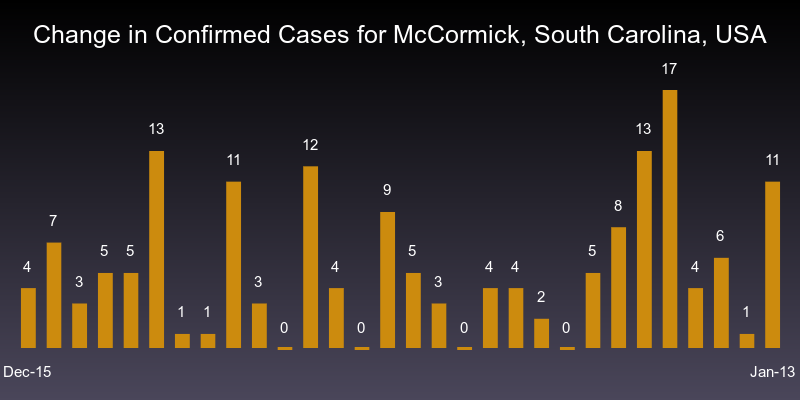 Change in Confirmed Cases for McCormick, South Carolina, USA
4 7 3 5 5 13 1 1 11 3 0 12 4 0 9 5 3 0 4 4 2 0 5 8 13 17 4 6 1 11
Dec-15 Jan-13